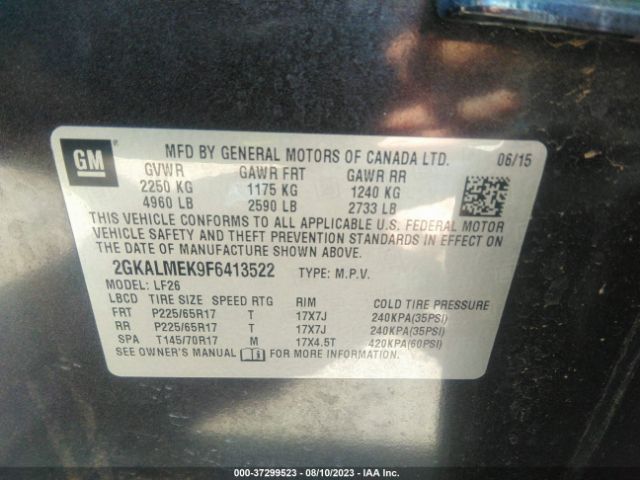 GM
MFD BY GENERAL MOTORS OF CANADA LTD. 06/15
GVWR GAWR FRT GAWR RR
2250 KG 1175 KG 1240 KG
4960 LB 2590 LB 2733 LB
THIS VEHICLE CONFORMS TO ALL APPLICABLE U.S. FEDERAL MOTOR
VEHICLE SAFETY AND THEFT PREVENTION STANDARDS IN EFFECT ON
THE DATE OF MANUFACTURE SHOWN ABOVE.
2GKALMEK9F6413522 TYPE: M.P.V.
MODEL: LF26
LBCD TIRE SIZE SPEED RTG RIM COLD TIRE PRESSURE
FRT P225/65R17 T 17X7J 240KPA(35PSI)
RR P225/65R17 T 17X7J 240KPA(35PSI)
SPA T145/70R17 M 17X4.5T 420KPA(60PSI)
SEE OWNER'S MANUAL FOR MORE INFORMATION.
000-37299523 - 08/10/2023 - IAA Inc.